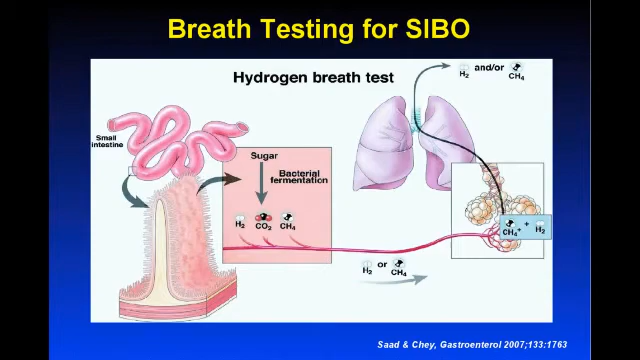 Breath Testing for SIBO
Hydrogen breath test
H2 and/or CH4
Small
intestine
Sugar
Bacterial
fermentation
H2 CO2 CH4
CH4+ + H2
H2 or CH4
Saad & Chey, Gastroenterol 2007;133:1763